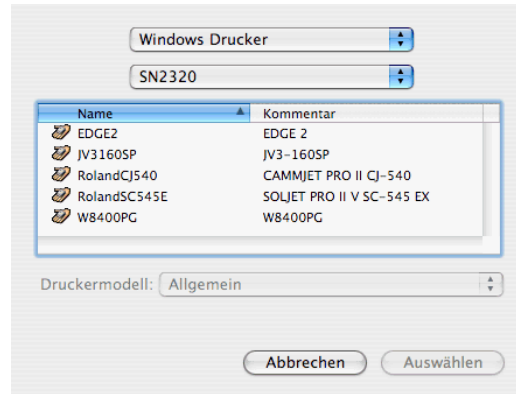 Windows Drucker
SN2320
Name Kommentar
EDGE2 EDGE 2
JV3160SP JV3-160SP
RolandCJ540 CAMMJET PRO II CJ-540
RolandSC545E SOLJET PRO II V SC-545 EX
W8400PG W8400PG
Druckermodell: Allgemein
Abbrechen Auswählen